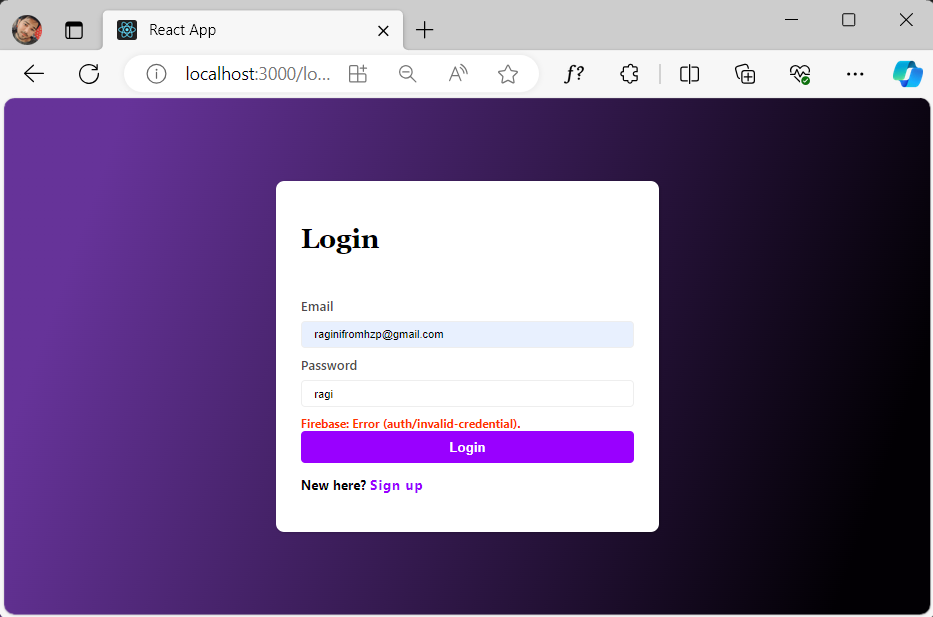 React App
localhost:3000/lo...
Login
Email
raginifromhzp@gmail.com
Password
ragi
Firebase: Error (auth/invalid-credential).
Login
New here? Sign up